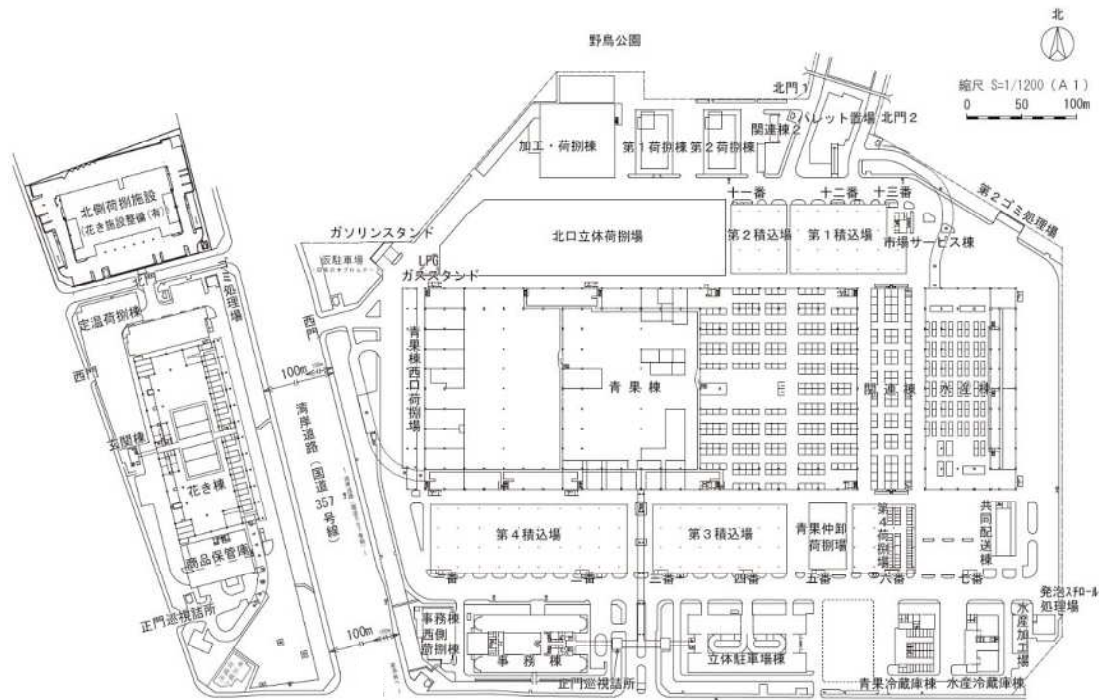 北
野鳥公園
縮尺 S=1/1200 (A1)
0 50 100m
北門1
パレット置場
北門2
関連棟2
加工・荷捌棟
第1荷捌棟
第2荷捌棟
第2ゴミ処理場
十一番
十二番
十三番
北側荷捌施設
(花き施設整備(有)
ガソリンスタンド
仮駐車場
北口立体荷捌場
第2積込場
第1積込場
市場サービス棟
LPG
ガススタンド
ゴミ処理場
定温荷捌棟
西門
西門
100m
青果棟西口荷捌場
青果棟
関連棟
水産棟
湾岸道路(国道357号線)
玄関棟
花き棟
商品保管庫
第4積込場
第3積込場
青果仲卸
荷捌場
第4荷捌場
共同配送棟
二番
三番
四番
五番
六番
七番
正門巡視詰所
100m
事務棟
西側
荷捌棟
事務棟
正門巡視詰所
立体駐車場棟
青果冷蔵庫棟
水産冷蔵庫棟
水産加工場
発泡スチロール
処理場